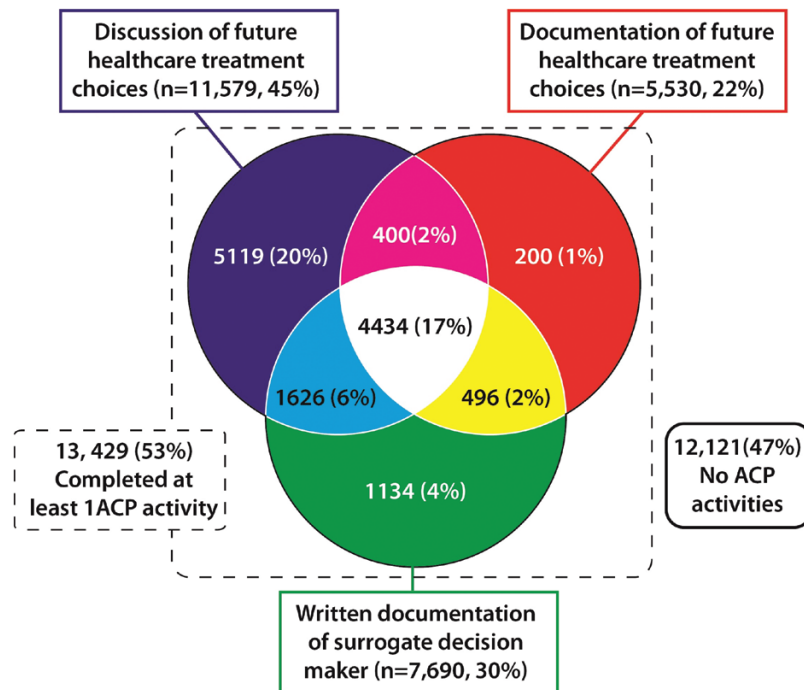 Discussion of future
healthcare treatment
choices (n=11,579, 45%)
Documentation of future
healthcare treatment
choices (n=5,530, 22%)
400(2%)
5119 (20%)
200 (1%)
4434 (17%)
1626 (6%)
496 (2%)
13, 429 (53%)
Completed at
least 1ACP activity
12,121(47%)
No ACP
activities
1134 (4%)
Written documentation
of surrogate decision
maker (n=7,690, 30%)